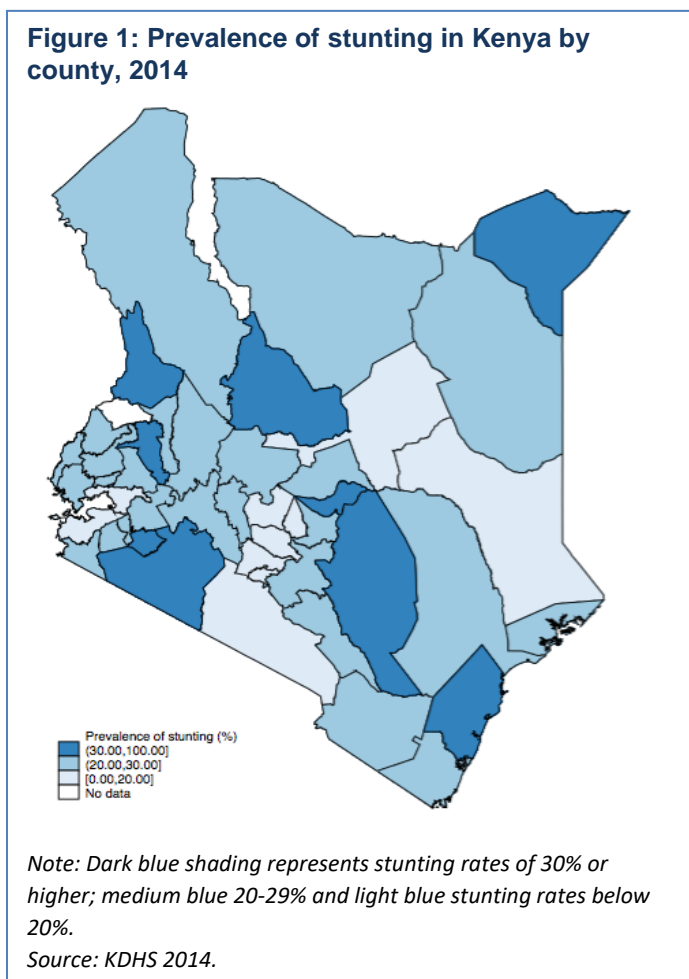 Figure 1: Prevalence of stunting in Kenya by
county, 2014
Prevalence of stunting (%)
(30.00,100.00]
(20.00,30.00]
[0.00,20.00]
No data
Note: Dark blue shading represents stunting rates of 30% or
higher; medium blue 20-29% and light blue stunting rates below
20%.
Source: KDHS 2014.